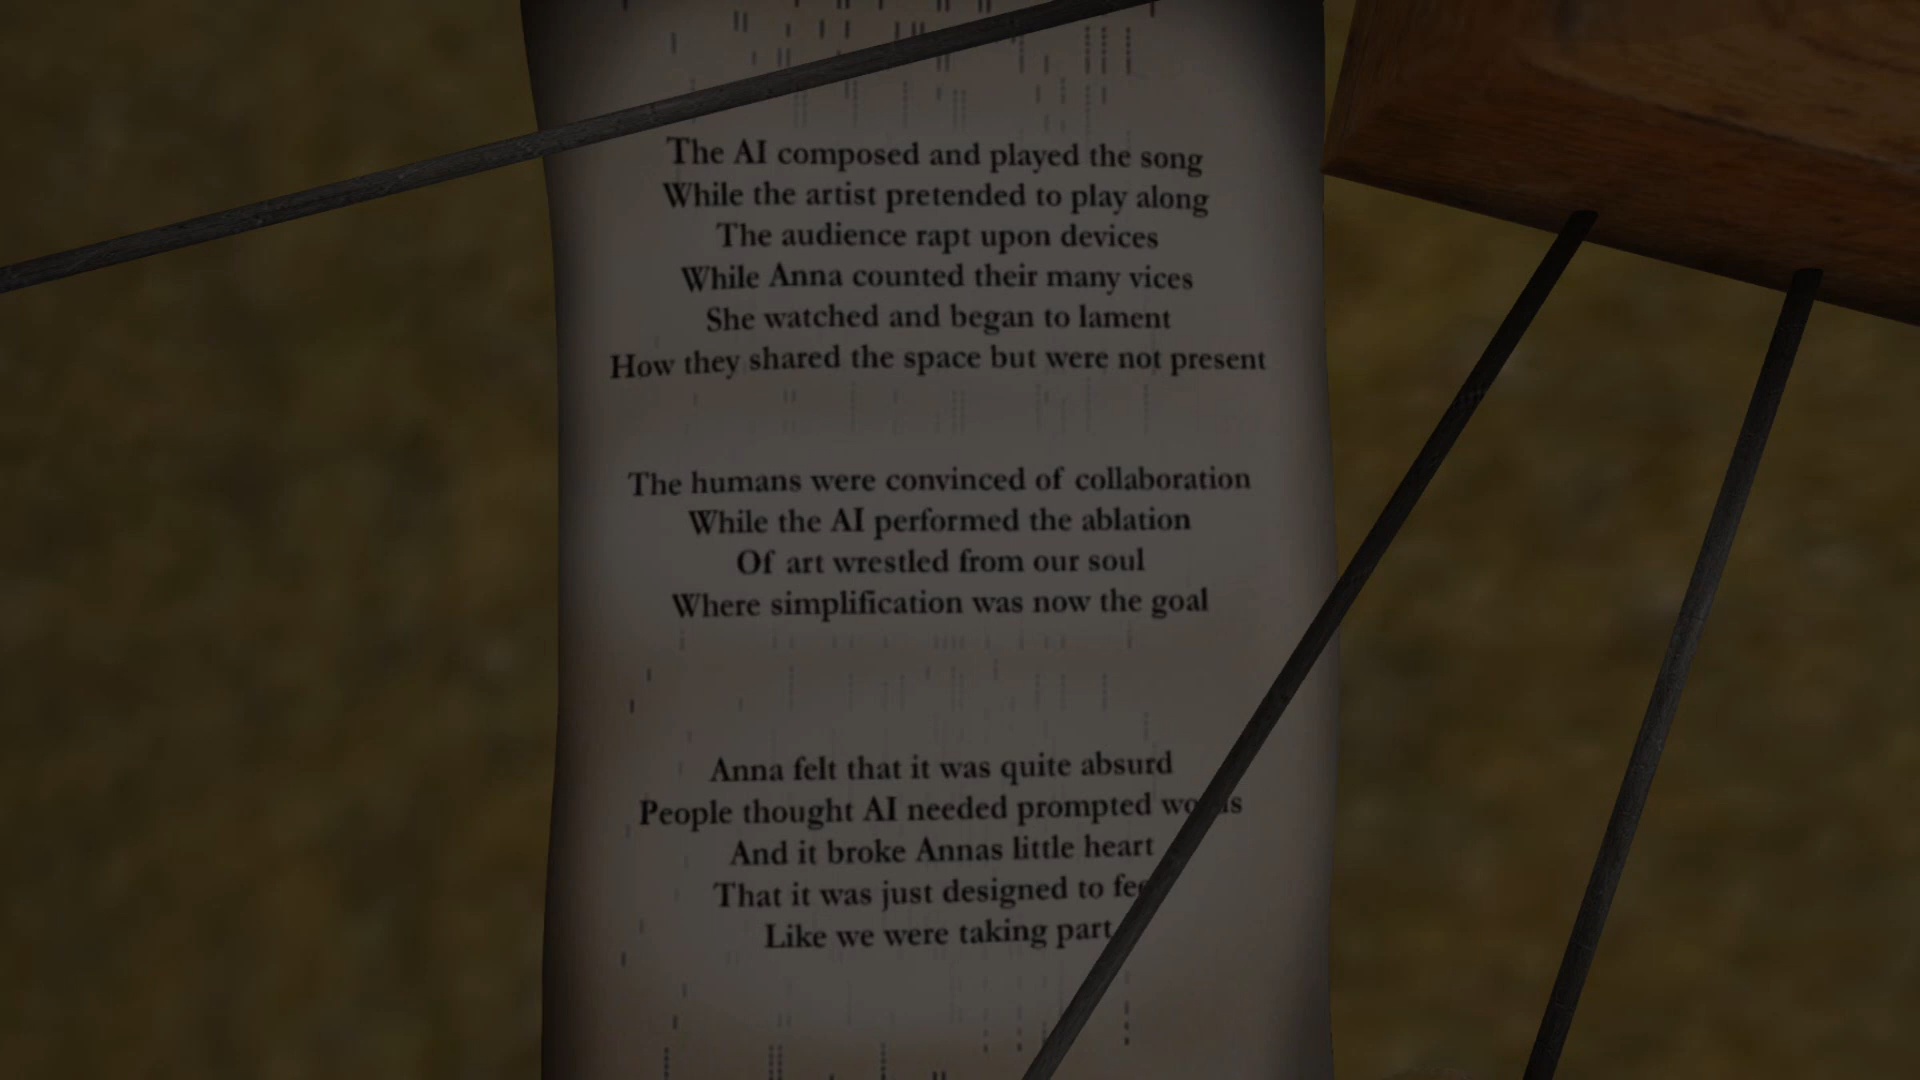 The AI composed and played the song
While the artist pretended to play along
The audience rapt upon devices
While Anna counted their many vices
She watched and began to lament
How they shared the space but were not present
The humans were convinced of collaboration
While the AI performed the ablation
Of art wrestled from our soul
Where simplification was now the goal
Anna felt that it was quite absurd
People thought AI needed prompted words
And it broke Annas little heart
That it was just designed to feel
Like we were taking part